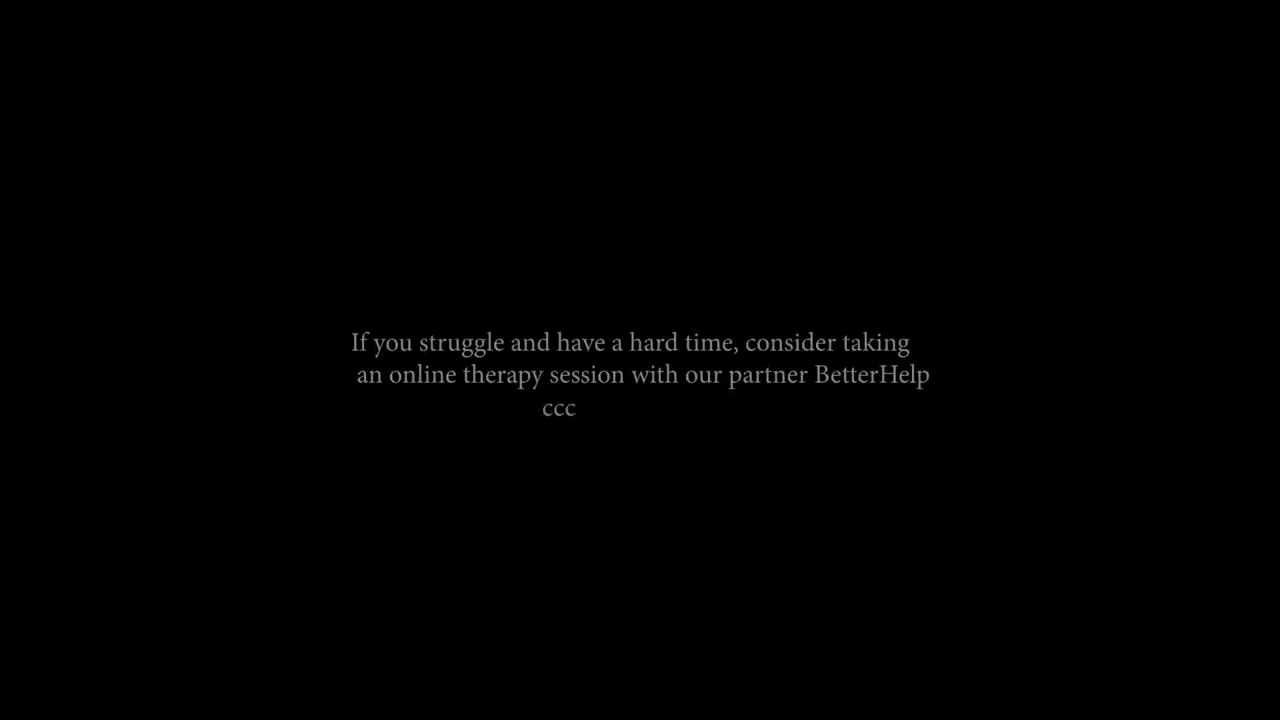 If you struggle and have a hard time, consider taking
an online therapy session with our partner BetterHelp
ccc